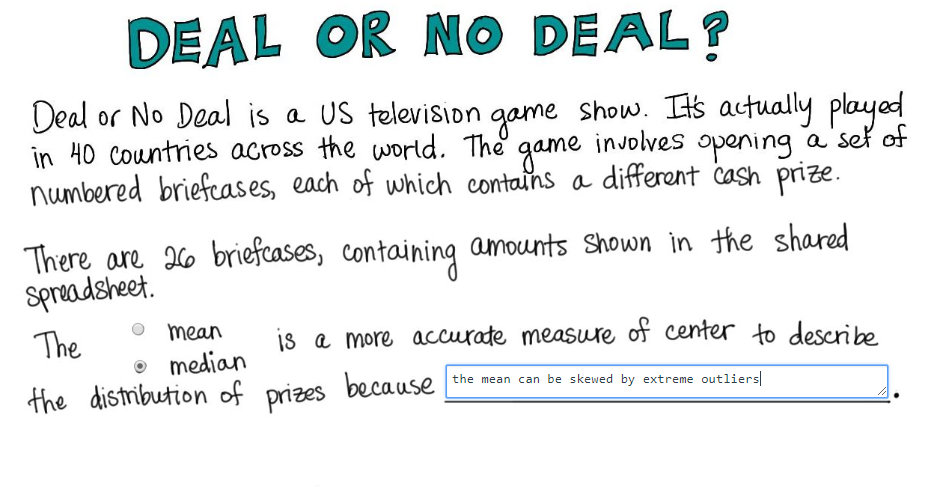 DEAL OR NO DEAL?
Deal or No Deal is a US television game show. It's actually played
in 40 countries across the world. The game involves opening a set of
numbered briefcases, each of which contains a different cash prize.
There are 26 briefcases, containing amounts shown in the shared
spreadsheet.
The mean is a more accurate measure of center to describe
median
the distribution of prizes because the mean can be skewed by extreme outliers.